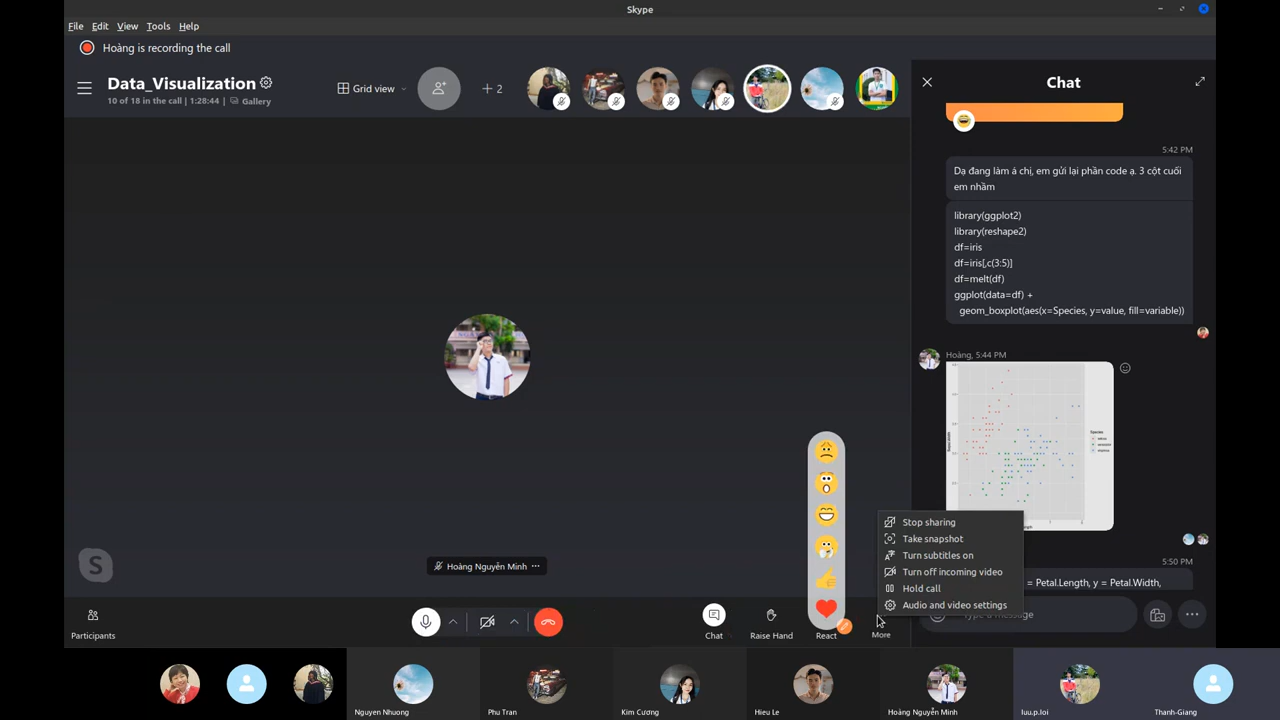 Skype
File Edit View Tools Help
Hoàng is recording the call
Data_Visualization
10 of 18 in the call | 1:28:44 | Gallery
Grid view
+ 2
Chat
5:42 PM
Dạ đang làm á chị, em gửi lại phần code ạ. 3 cột cuối
em nhầm
library(ggplot2)
library(reshape2)
df=iris
df=iris[,c(3:5)]
df=melt(df)
ggplot(data=df) +
geom_boxplot(aes(x=Species, y=value, fill=variable))
Hoàng, 5:44 PM
Species
5:50 PM
= Petal.Length, y = Petal.Width,
Type a message
Stop sharing
Take snapshot
Turn subtitles on
Turn off incoming video
Hold call
Audio and video settings
S
Hoàng Nguyễn Minh
Participants
Chat
Raise Hand
React
More
Nguyen Nhuong
Phu Tran
Kim Cương
Hieu Le
Hoàng Nguyễn Minh
luu.p.loi
Thanh-Giang